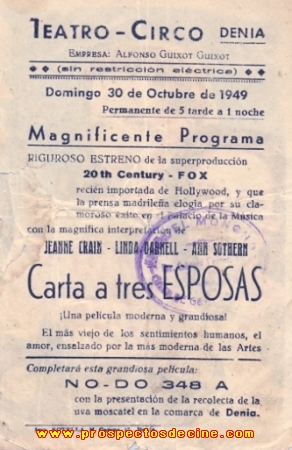 TEATRO-CIRCO DENIA
EMPRESA: ALFONSO GUIXOT GUIXOT
(sin restricción eléctrica)
Domingo 30 de Octubre de 1949
Permanente de 5 tarde a 1 noche
Magnificente Programa
RIGUROSO ESTRENO de la superproducción
20th Century - FOX
recién importada de Hollywood, y que
la prensa madrileña elogia por su cla-
moroso éxito en el Palacio de la Música
con la magnífica interpretación de
JEANNE CRAIN - LINDA DARNELL - ANN SOTHERN
Carta a tres ESPOSAS
¡Una película moderna y grandiosa!
El más viejo de los sentimientos humanos, el
amor, ensalzado por la más moderna de las Artes
Completará esta grandiosa película:
NO-DO 348 A
con la presentación de la recolecta de la
uva moscatel en la comarca de Denia.
www.prospectosdecine.com